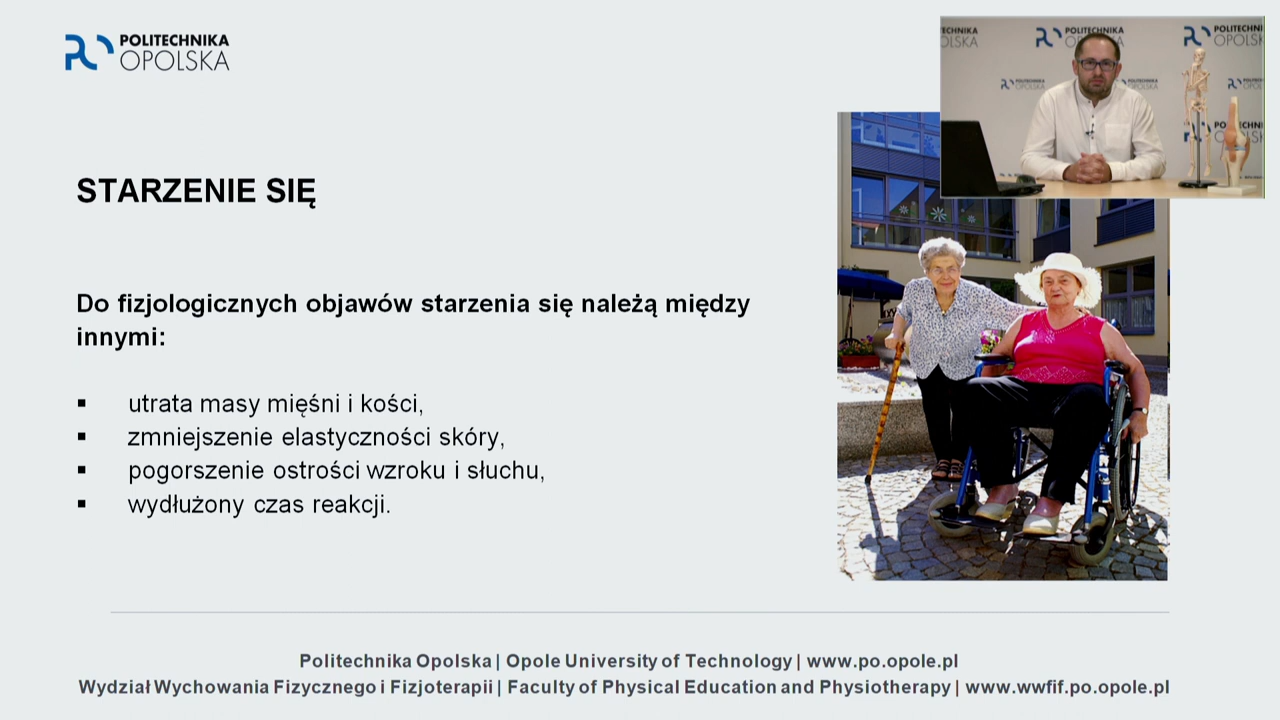 POLITECHNIKA
OPOLSKA
STARZENIE SIĘ
Do fizjologicznych objawów starzenia się należą między
innymi:
▪ utrata masy mięśni i kości,
▪ zmniejszenie elastyczności skóry,
▪ pogorszenie ostrości wzroku i słuchu,
▪ wydłużony czas reakcji.
Politechnika Opolska | Opole University of Technology | www.po.opole.pl
Wydział Wychowania Fizycznego i Fizjoterapii | Faculty of Physical Education and Physiotherapy | www.wwfif.po.opole.pl